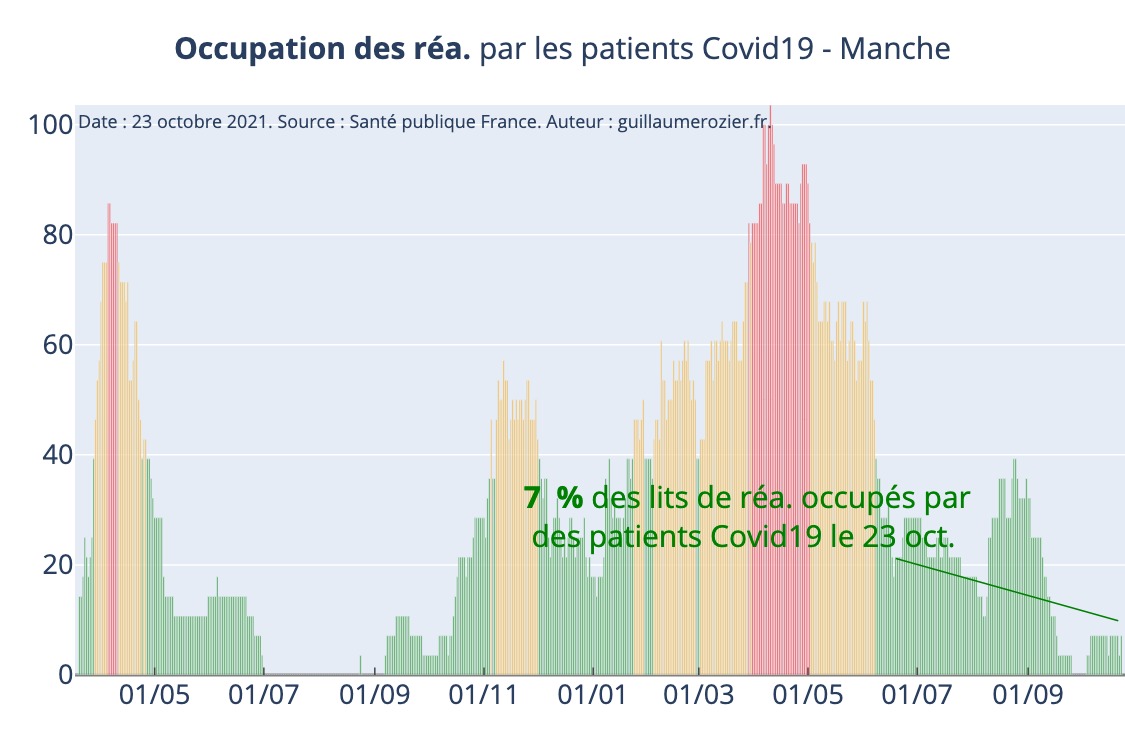 Occupation des réa. par les patients Covid19 - Manche
Date : 23 octobre 2021. Source : Santé publique France. Auteur : guillaumerozier.fr.
100
80
60
40
20
0
7 % des lits de réa. occupés par
des patients Covid19 le 23 oct.
01/05 01/07 01/09 01/11 01/01 01/03 01/05 01/07 01/09